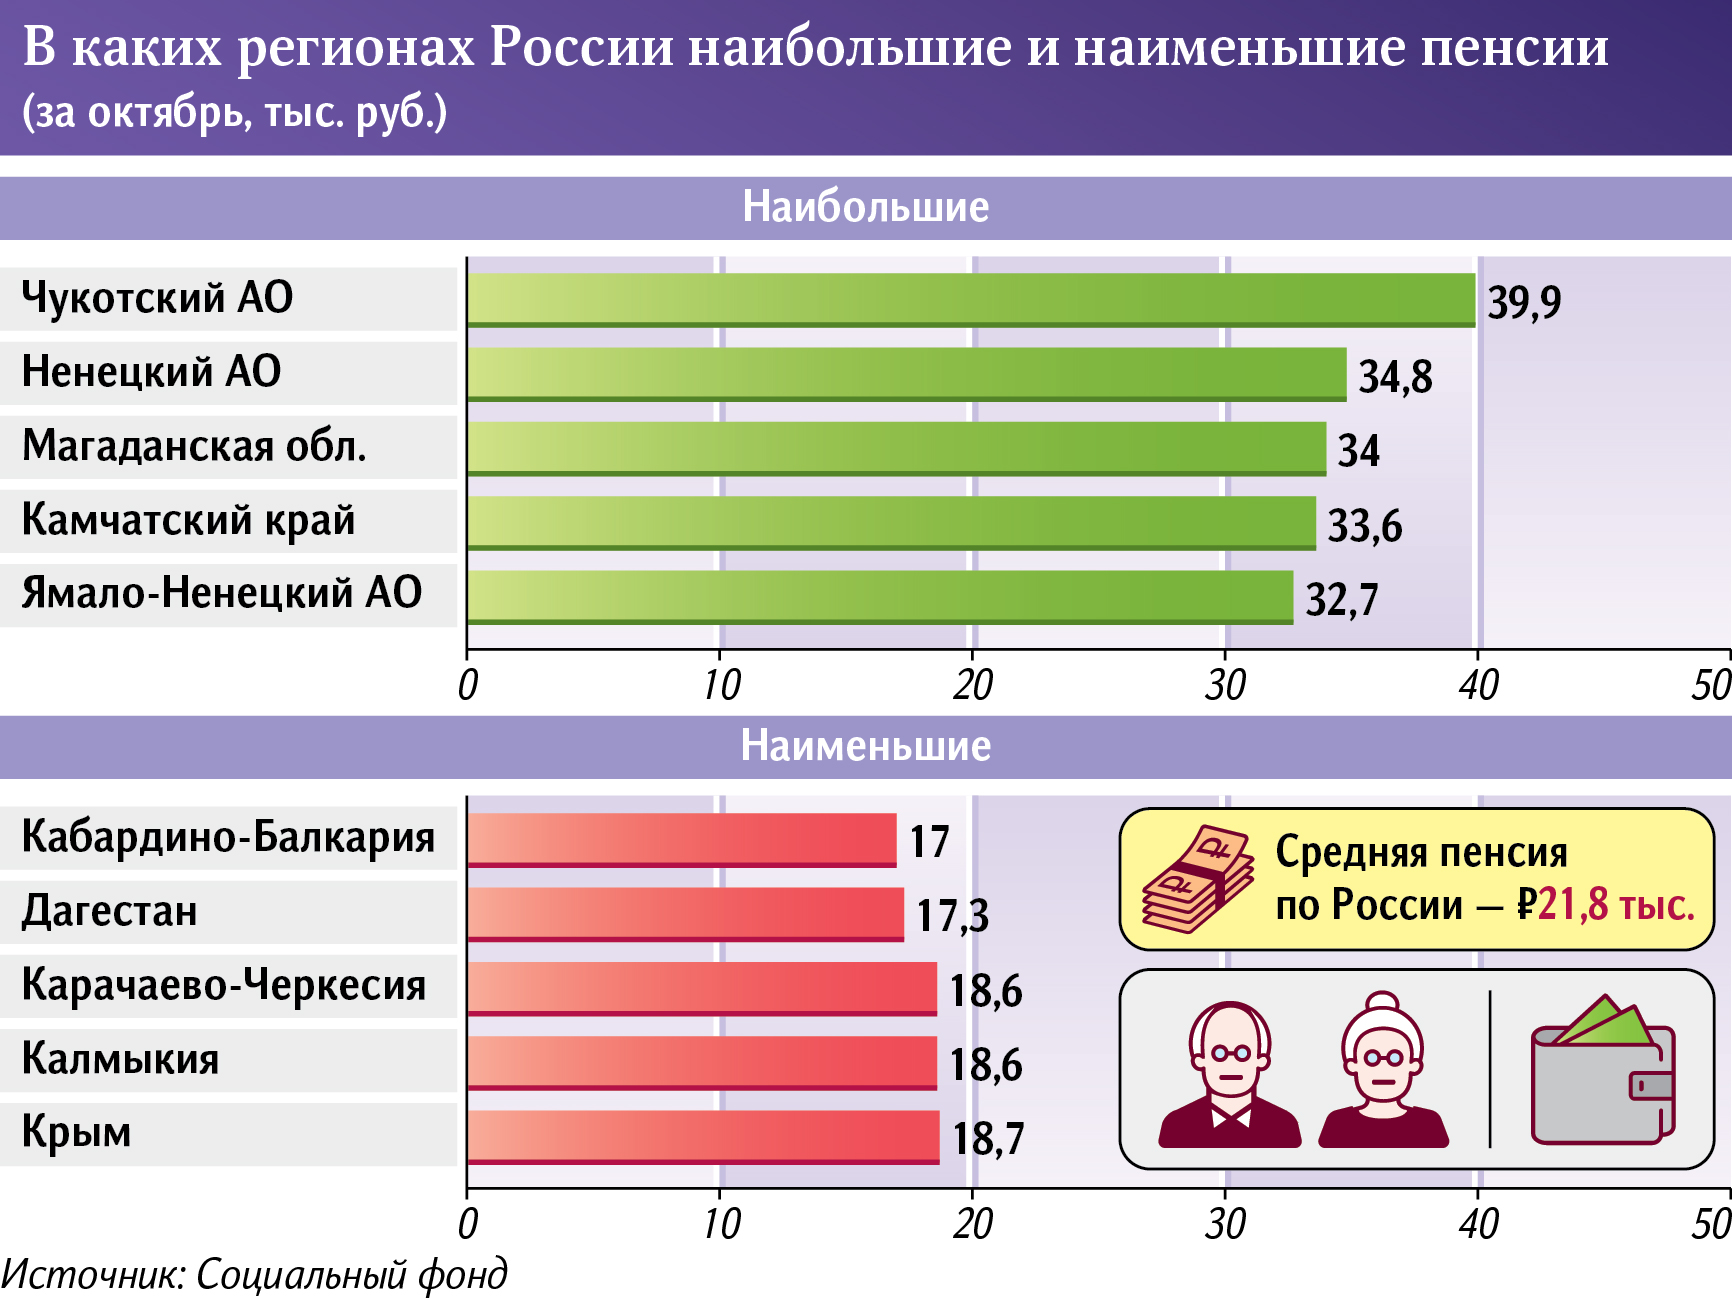 В каких регионах России наибольшие и наименьшие пенсии
(за октябрь, тыс. руб.)
Наибольшие
Чукотский АО 39,9
Ненецкий АО 34,8
Магаданская обл. 34
Камчатский край 33,6
Ямало-Ненецкий АО 32,7
0 10 20 30 40 50
Наименьшие
Кабардино-Балкария 17
Дагестан 17,3
Карачаево-Черкесия 18,6
Калмыкия 18,6
Крым 18,7
0 10 20 30 40 50
₽
₽
Средняя пенсия
по России — ₽21,8 тыс.
Источник: Социальный фонд